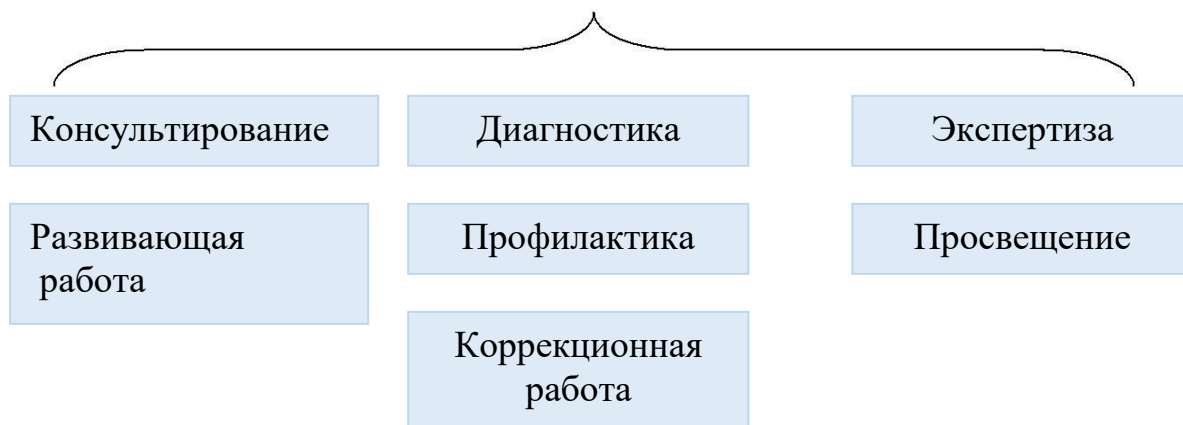 Консультирование
Диагностика
Экспертиза
Развивающая
работа
Профилактика
Просвещение
Коррекционная
работа